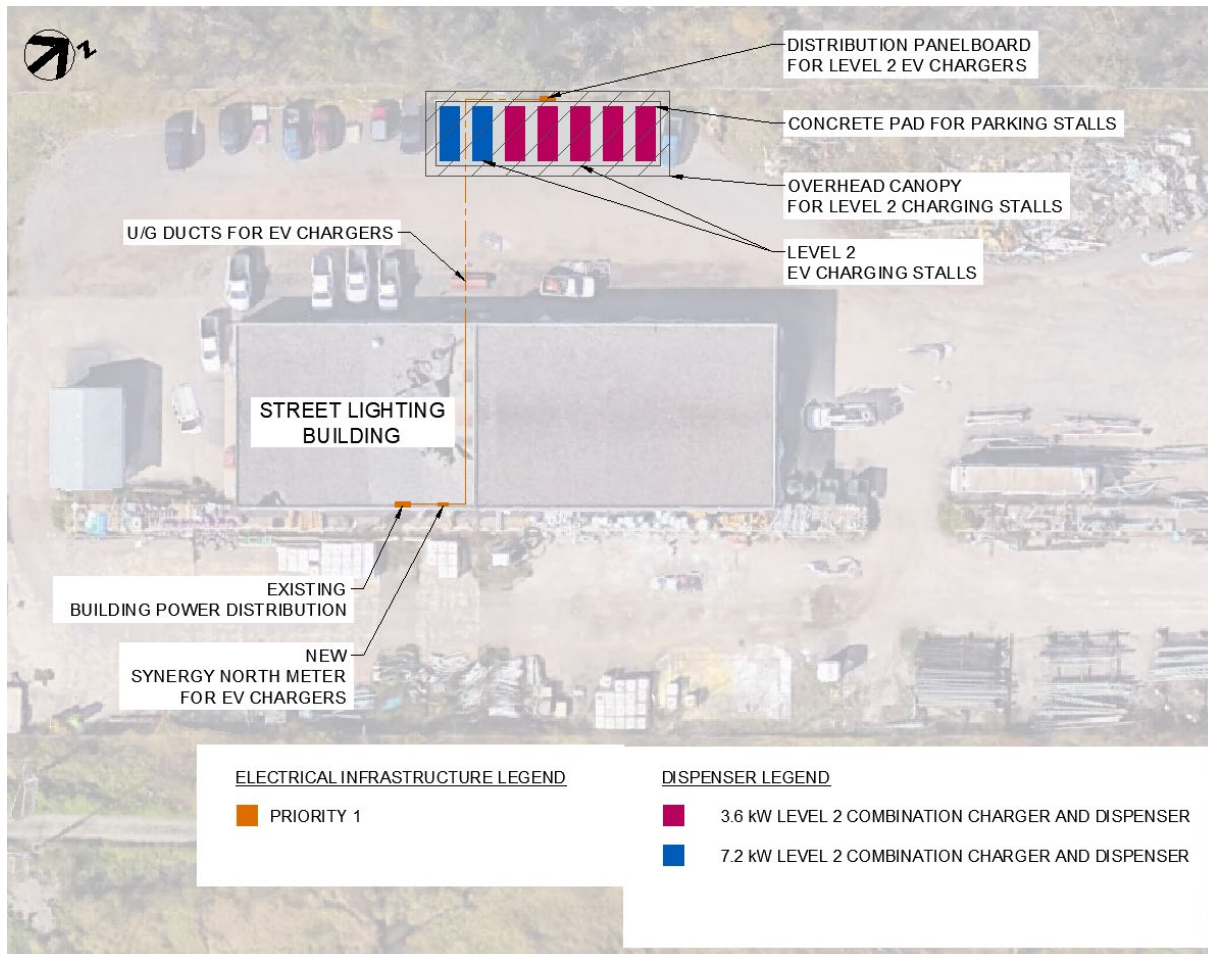 N
DISTRIBUTION PANELBOARD
FOR LEVEL 2 EV CHARGERS
CONCRETE PAD FOR PARKING STALLS
OVERHEAD CANOPY
FOR LEVEL 2 CHARGING STALLS
U/G DUCTS FOR EV CHARGERS
LEVEL 2
EV CHARGING STALLS
STREET LIGHTING
BUILDING
EXISTING
BUILDING POWER DISTRIBUTION
NEW
SYNERGY NORTH METER
FOR EV CHARGERS
ELECTRICAL INFRASTRUCTURE LEGEND
PRIORITY 1
DISPENSER LEGEND
3.6 kW LEVEL 2 COMBINATION CHARGER AND DISPENSER
7.2 kW LEVEL 2 COMBINATION CHARGER AND DISPENSER